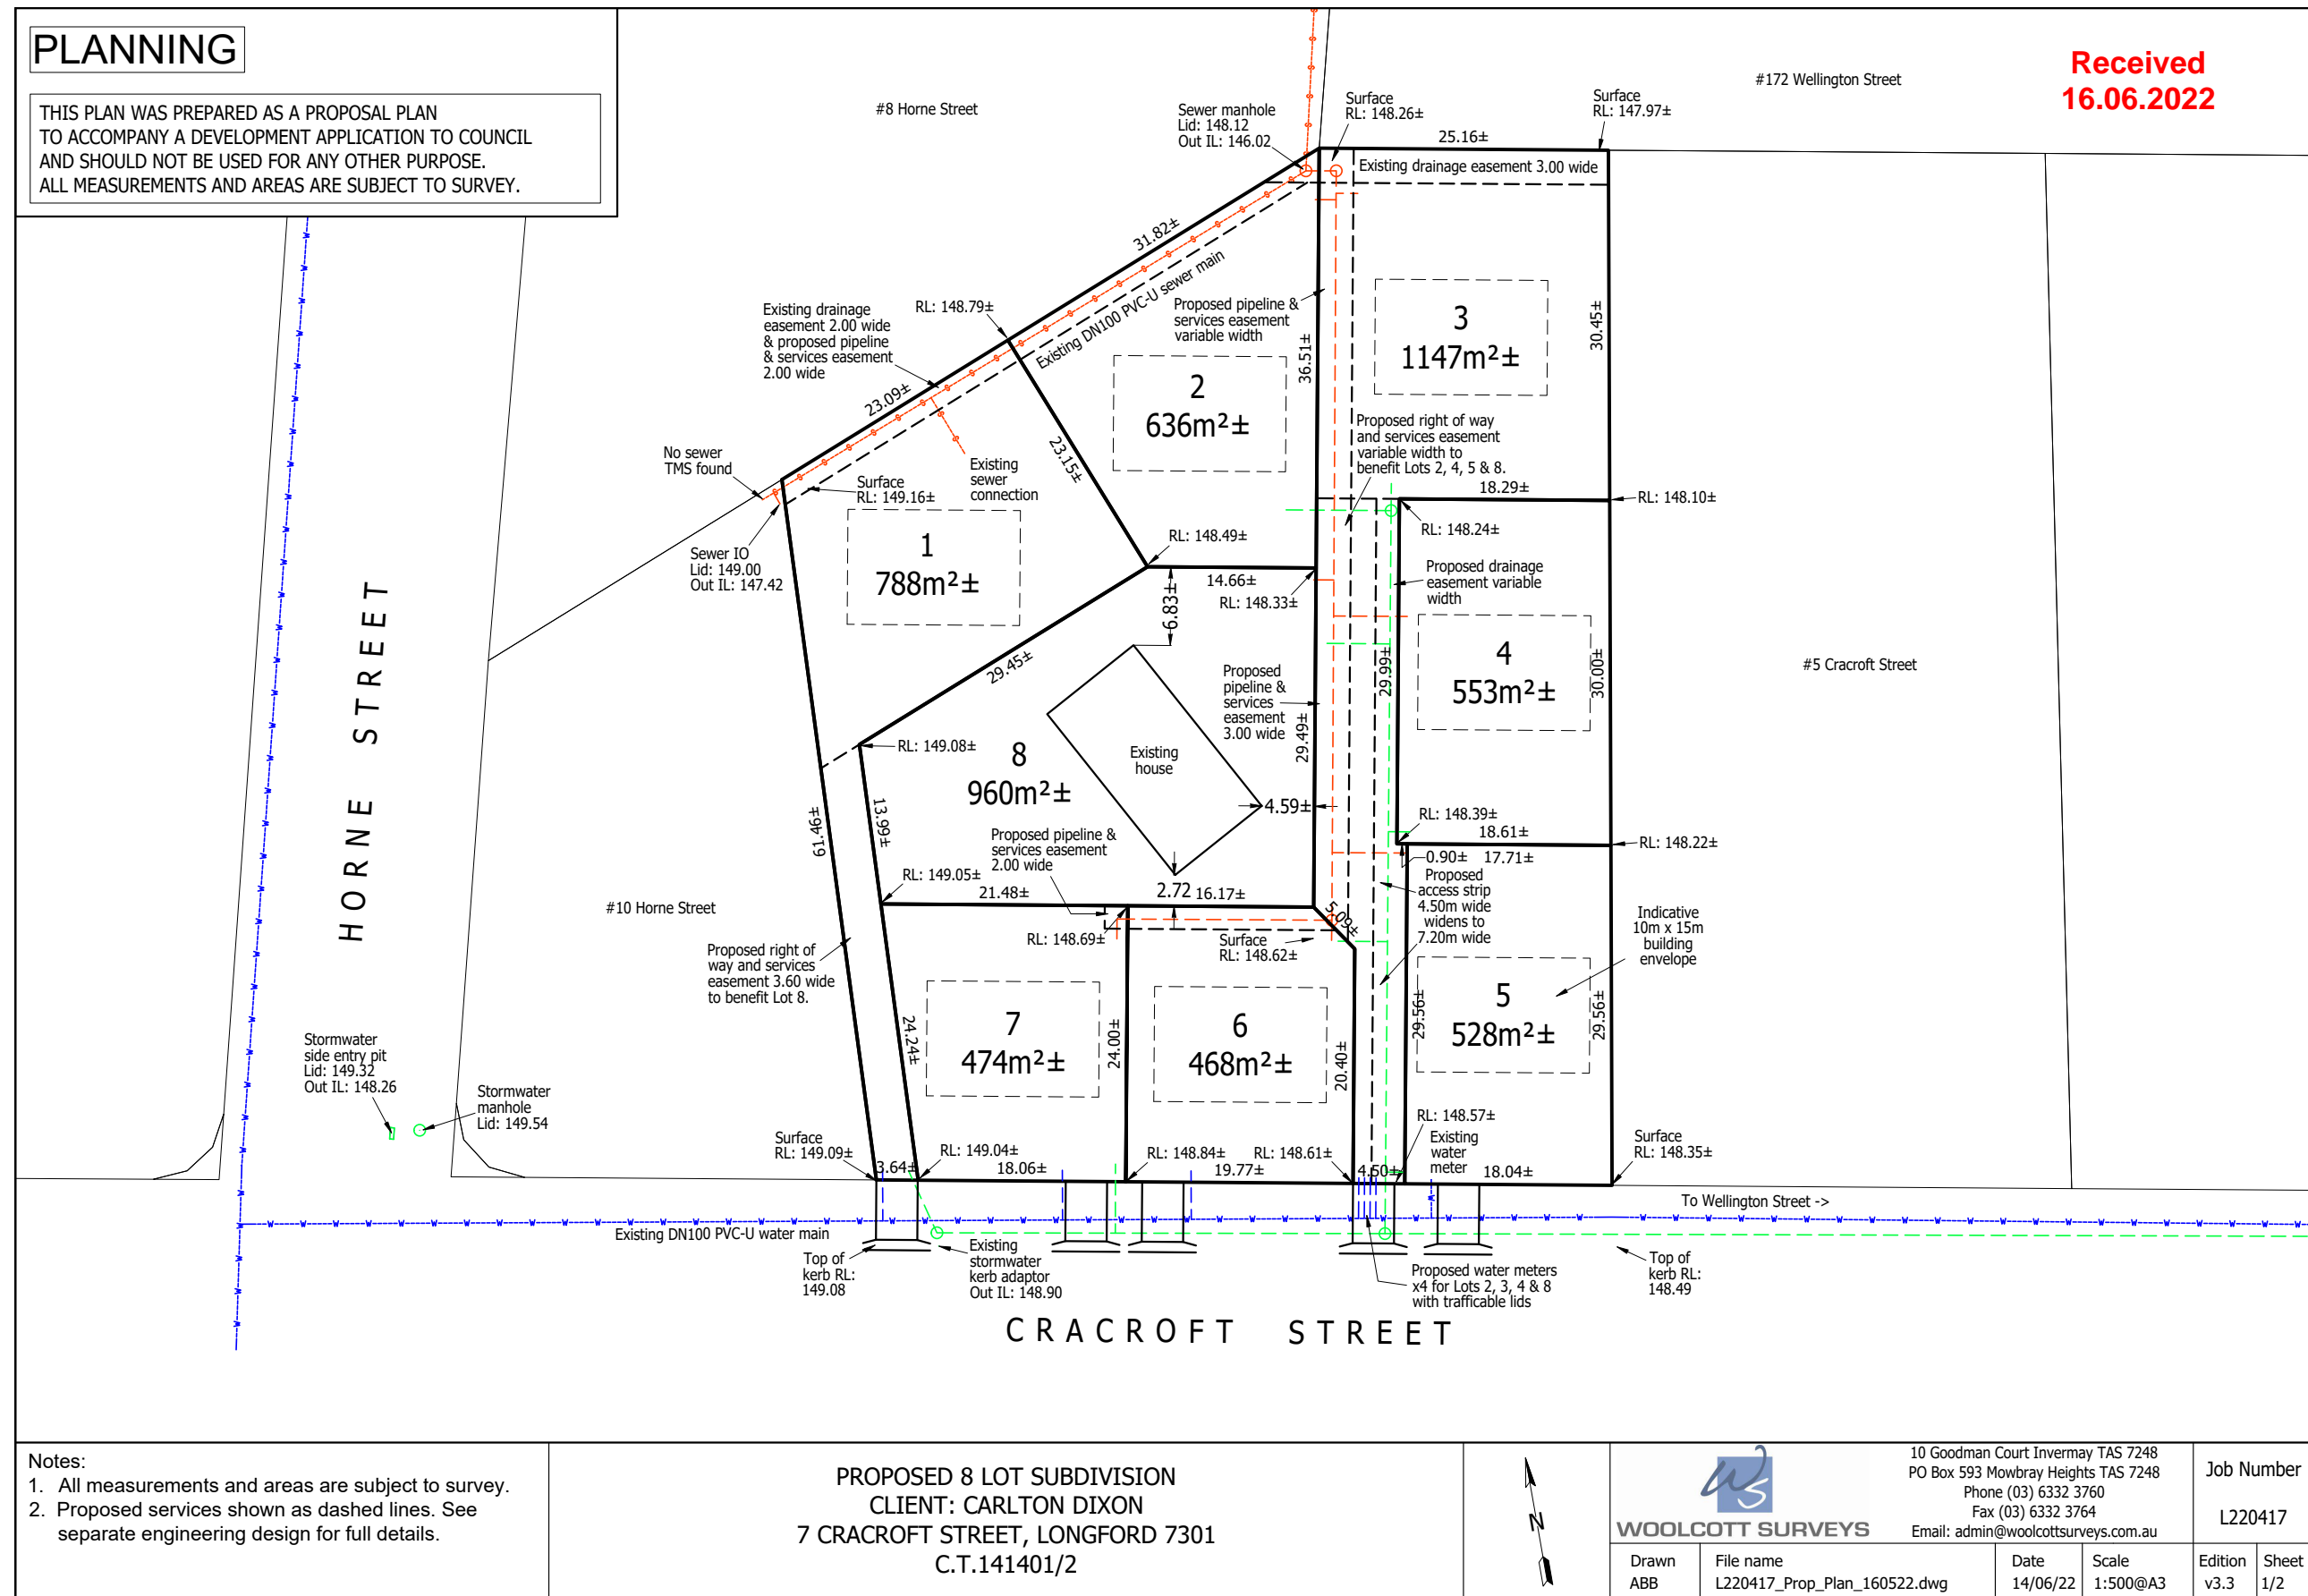 PLANNING
THIS PLAN WAS PREPARED AS A PROPOSAL PLAN
TO ACCOMPANY A DEVELOPMENT APPLICATION TO COUNCIL
AND SHOULD NOT BE USED FOR ANY OTHER PURPOSE.
ALL MEASUREMENTS AND AREAS ARE SUBJECT TO SURVEY.
Received
16.06.2022
#172 Wellington Street
#8 Horne Street
Sewer manhole
Lid: 148.12
Out IL: 146.02
Surface
RL: 148.26±
Surface
RL: 147.97±
25.16±
Existing drainage easement 3.00 wide
31.82±
Existing DN100 PVC-U sewer main
Existing drainage
easement 2.00 wide
& proposed pipeline
& services easement
2.00 wide
RL: 148.79±
Proposed pipeline &
services easement
variable width
23.09±
36.51±
30.45±
3
1147m²±
2
636m²±
23.15±
Proposed right of way
and services easement
variable width to
benefit Lots 2, 4, 5 & 8.
No sewer
TMS found
Surface
RL: 149.16±
Existing
sewer
connection
18.29±
RL: 148.10±
RL: 148.24±
Sewer IO
Lid: 149.00
Out IL: 147.42
1
788m²±
RL: 148.49±
14.66±
RL: 148.33±
6.83±
Proposed drainage
easement variable
width
HORNE STREET
29.45±
Proposed
pipeline &
services
easement
3.00 wide
29.49±
29.99±
4
553m²±
30.00±
#5 Cracroft Street
RL: 149.08±
8
960m²±
Existing
house
4.59±
61.46±
13.99±
Proposed pipeline &
services easement
2.00 wide
RL: 148.39±
18.61±
RL: 148.22±
0.90± 17.71±
Proposed
access strip
4.50m wide
widens to
7.20m wide
RL: 149.05±
21.48±
2.72
16.17±
5.09±
#10 Horne Street
RL: 148.69±
Surface
RL: 148.62±
Indicative
10m x 15m
building
envelope
Proposed right of
way and services
easement 3.60 wide
to benefit Lot 8.
24.24±
7
474m²±
24.00±
6
468m²±
20.40±
29.56±
5
528m²±
29.56±
Stormwater
side entry pit
Lid: 149.32
Out IL: 148.26
Stormwater
manhole
Lid: 149.54
Surface
RL: 149.09±
3.64±
RL: 149.04±
18.06±
RL: 148.84±
19.77±
RL: 148.61±
4.50±
RL: 148.57±
Existing
water
meter
18.04±
Surface
RL: 148.35±
To Wellington Street ->
Existing DN100 PVC-U water main
Top of
kerb RL:
149.08
Existing
stormwater
kerb adaptor
Out IL: 148.90
Proposed water meters
x4 for Lots 2, 3, 4 & 8
with trafficable lids
Top of
kerb RL:
148.49
CRACROFT STREET
Notes:
1. All measurements and areas are subject to survey.
2. Proposed services shown as dashed lines. See
separate engineering design for full details.
PROPOSED 8 LOT SUBDIVISION
CLIENT: CARLTON DIXON
7 CRACROFT STREET, LONGFORD 7301
C.T.141401/2
N
WS
WOOLCOTT SURVEYS
10 Goodman Court Invermay TAS 7248
PO Box 593 Mowbray Heights TAS 7248
Phone (03) 6332 3760
Fax (03) 6332 3764
Email: admin@woolcottsurveys.com.au
Job Number
L220417
Drawn
ABB
File name
L220417_Prop_Plan_160522.dwg
Date
14/06/22
Scale
1:500@A3
Edition
v3.3
Sheet
1/2